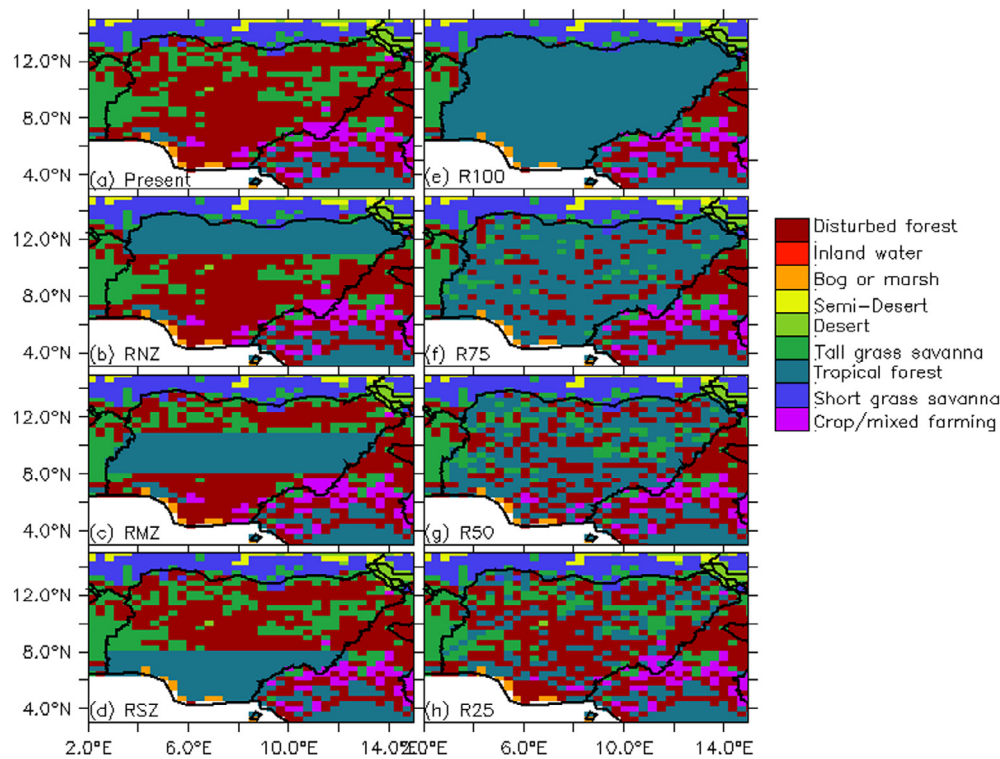 12.0°N
8.0°N
4.0°N
(a) Present
(e) R100
12.0°N
8.0°N
4.0°N
(b) RNZ
(f) R75
12.0°N
8.0°N
4.0°N
(c) RMZ
(g) R50
12.0°N
8.0°N
4.0°N
(d) RSZ
(h) R25
2.0°E 6.0°E 10.0°E 6.0°E 10.0°E 14.0°E
Disturbed forest
Inland water
Bog or marsh
Semi-Desert
Desert
Tall grass savanna
Tropical forest
Short grass savanna
Crop/mixed farming